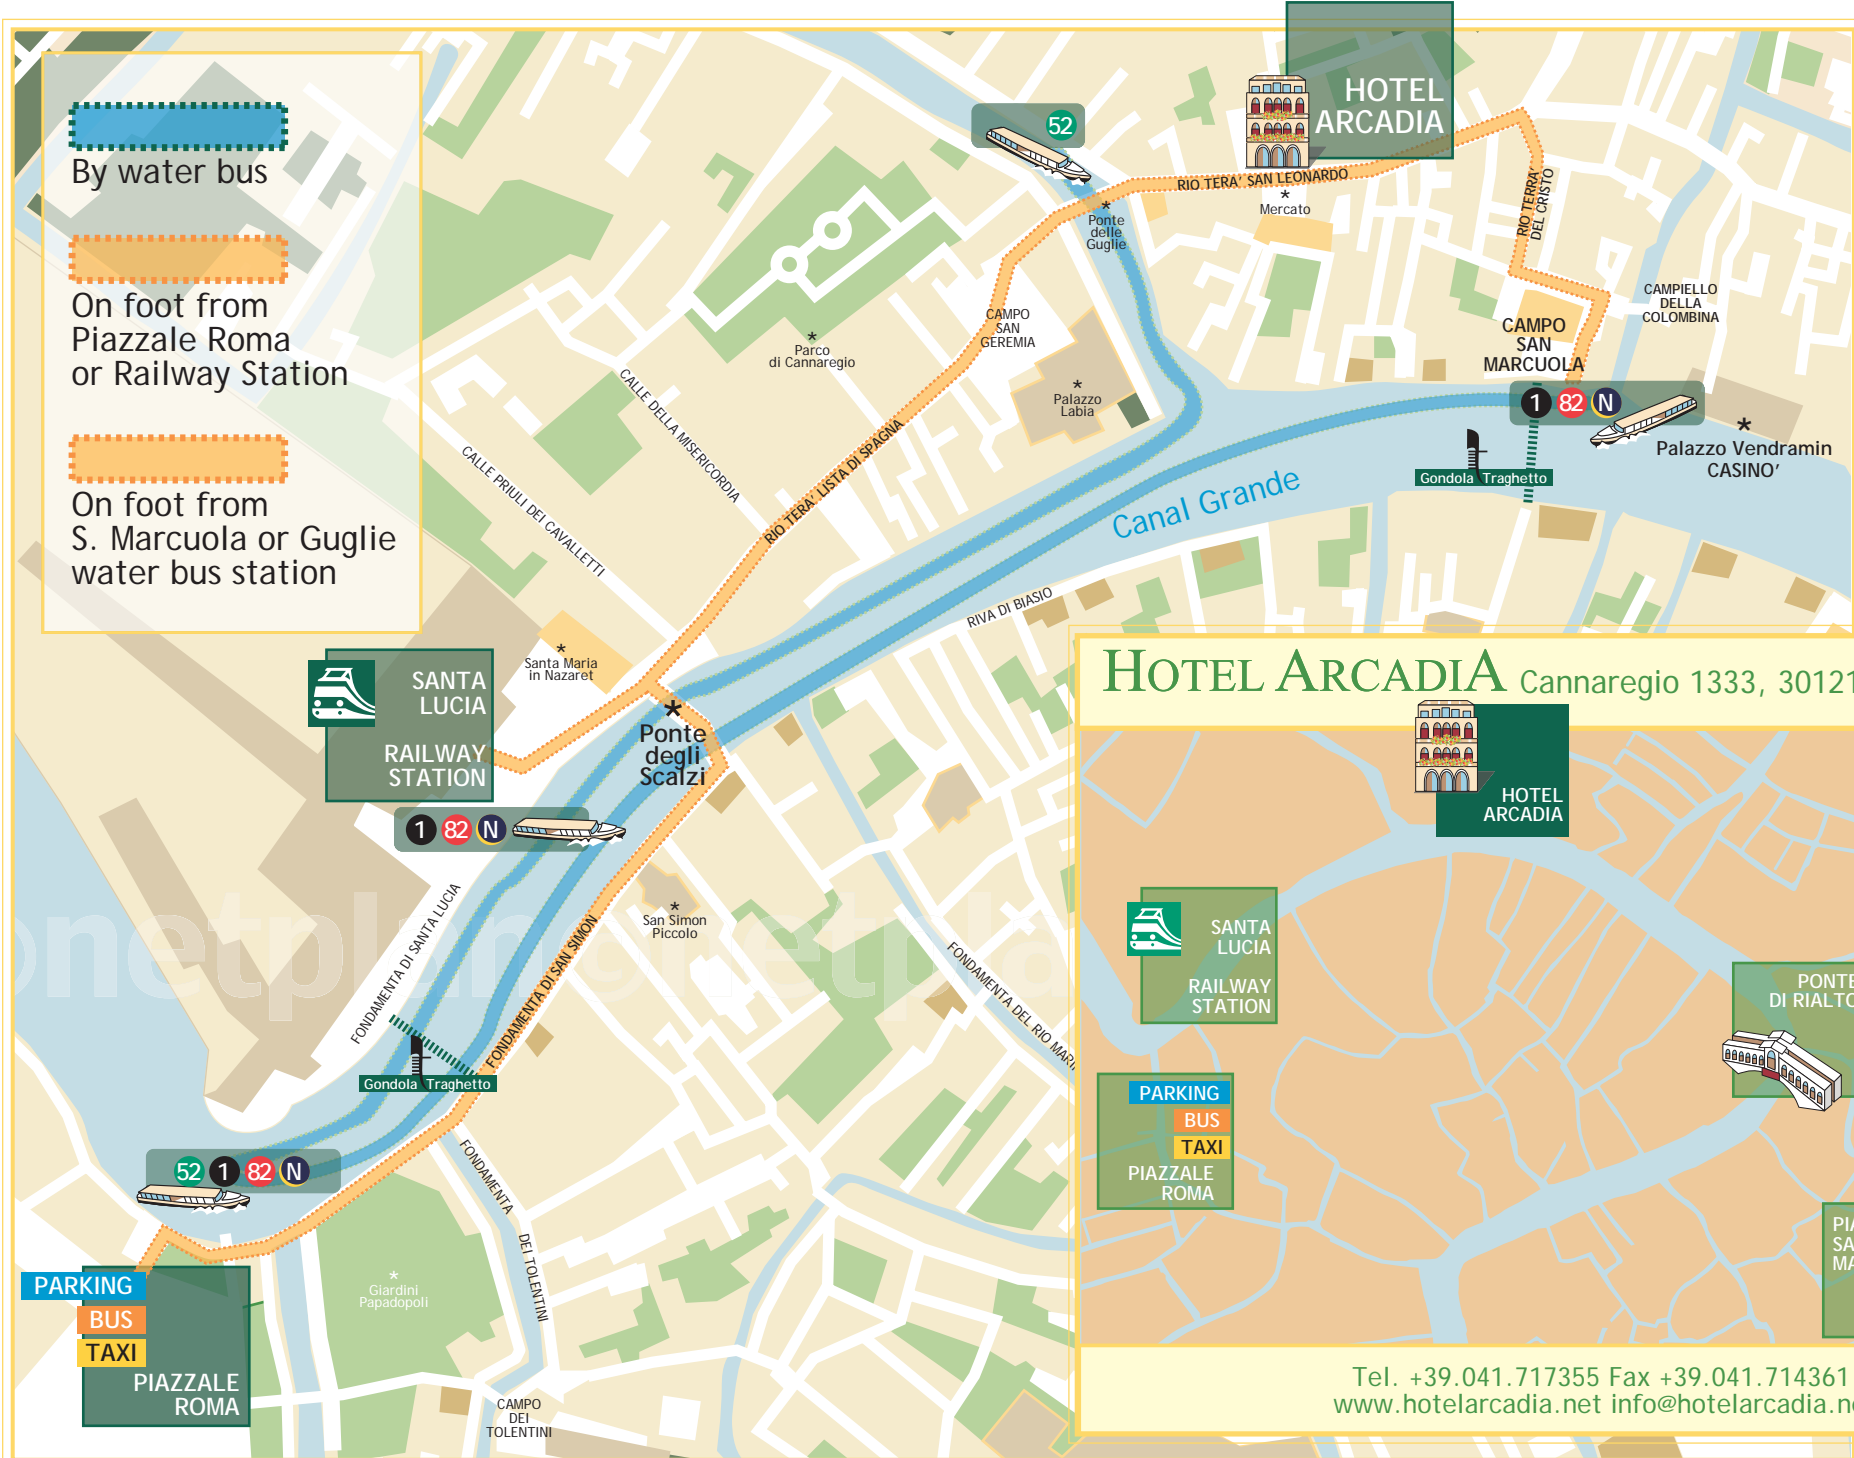 By water bus
On foot from
Piazzale Roma
or Railway Station
On foot from
S. Marcuola or Guglie
water bus station
52
HOTEL
ARCADIA
RIO TERA' SAN LEONARDO
*
Mercato
*
Ponte
delle
Guglie
RIO TERRA'
DEL CRISTO
CAMPIELLO
DELLA
COLOMBINA
CAMPO
SAN
MARCUOLA
1 82 N
*
Palazzo Vendramin
CASINO'
Gondola Traghetto
CAMPO
SAN
GEREMIA
*
Parco
di Cannaregio
*
Palazzo
Labia
CALLE DELLA MISERICORDIA
CALLE PRIULI DEI CAVALLETTI
RIO TERA' LISTA DI SPAGNA
Canal Grande
RIVA DI BIASIO
*
Santa Maria
in Nazaret
SANTA
LUCIA
RAILWAY
STATION
*
Ponte
degli
Scalzi
1 82 N
*
San Simon
Piccolo
FONDAMENTA DI SANTA LUCIA
FONDAMENTA DI SAN SIMON
FONDAMENTA DEL RIO MARI
onetplan©netpla
Gondola Traghetto
52 1 82 N
FONDAMENTA
DEI TOLENTINI
*
Giardini
Papadopoli
PARKING
BUS
TAXI
PIAZZALE
ROMA
CAMPO
DEI
TOLENTINI
HOTEL ARCADIA Cannaregio 1333, 30121
HOTEL
ARCADIA
SANTA
LUCIA
RAILWAY
STATION
PONTE
DI RIALTO
PARKING
BUS
TAXI
PIAZZALE
ROMA
PIA
SA
MA
Tel. +39.041.717355 Fax +39.041.714361
www.hotelarcadia.net info@hotelarcadia.ne